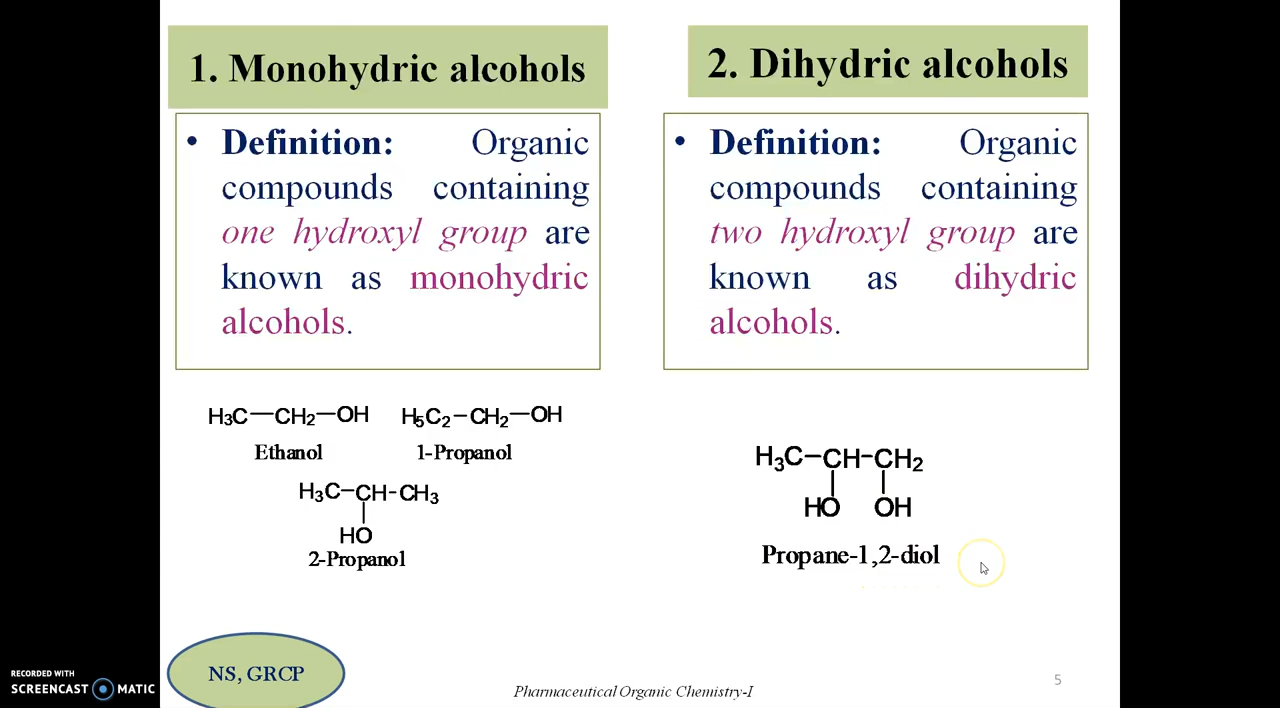 1. Monohydric alcohols
• Definition: Organic
compounds containing
one hydroxyl group are
known as monohydric
alcohols.
H₃C—CH₂—OH
Ethanol
H₅C₂—CH₂—OH
1-Propanol
H₃C—CH-CH₃
HO
2-Propanol
2. Dihydric alcohols
• Definition: Organic
compounds containing
two hydroxyl group are
known as dihydric
alcohols.
H₃C—CH—CH₂
HO OH
Propane-1,2-diol
RECORDED WITH
SCREENCAST MATIC
NS, GRCP
Pharmaceutical Organic Chemistry-I
5